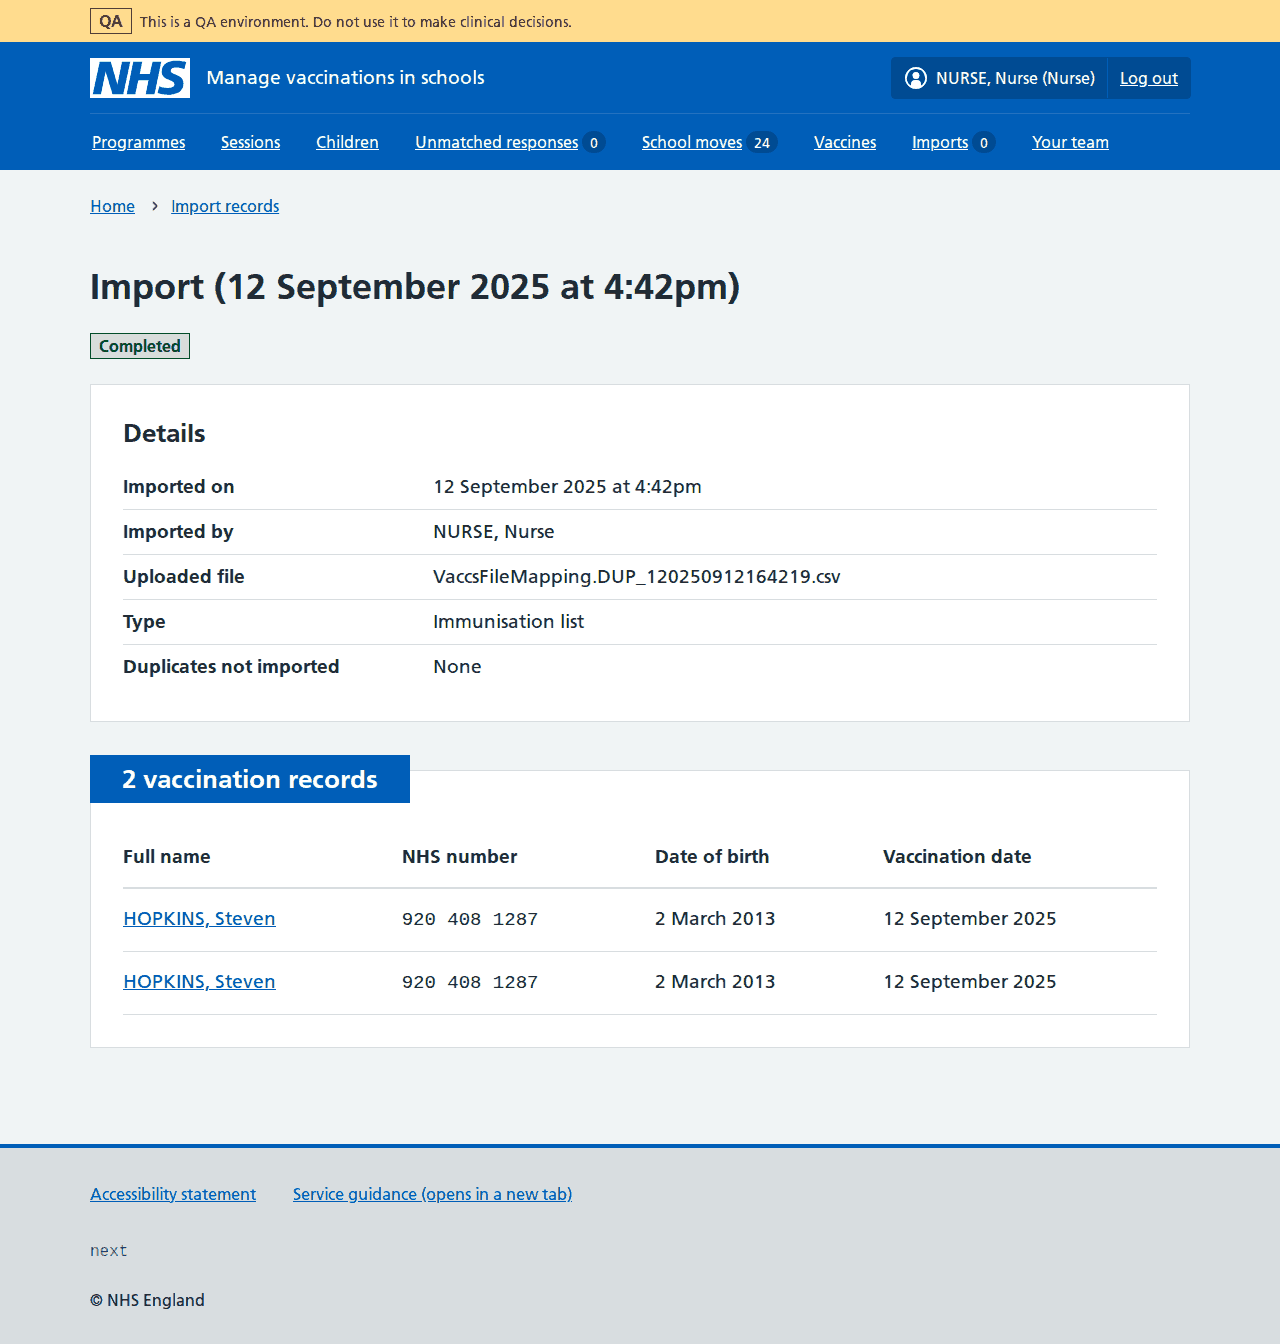 QA This is a QA environment. Do not use it to make clinical decisions.
NHS Manage vaccinations in schools NURSE, Nurse (Nurse) Log out
Programmes Sessions Children Unmatched responses 0 School moves 24 Vaccines Imports 0 Your team
Home › Import records
Import (12 September 2025 at 4:42pm)
Completed
Details
Imported on 12 September 2025 at 4:42pm
Imported by NURSE, Nurse
Uploaded file VaccsFileMapping.DUP_120250912164219.csv
Type Immunisation list
Duplicates not imported None
2 vaccination records
Full name NHS number Date of birth Vaccination date
HOPKINS, Steven 920 408 1287 2 March 2013 12 September 2025
HOPKINS, Steven 920 408 1287 2 March 2013 12 September 2025
Accessibility statement Service guidance (opens in a new tab)
next
© NHS England